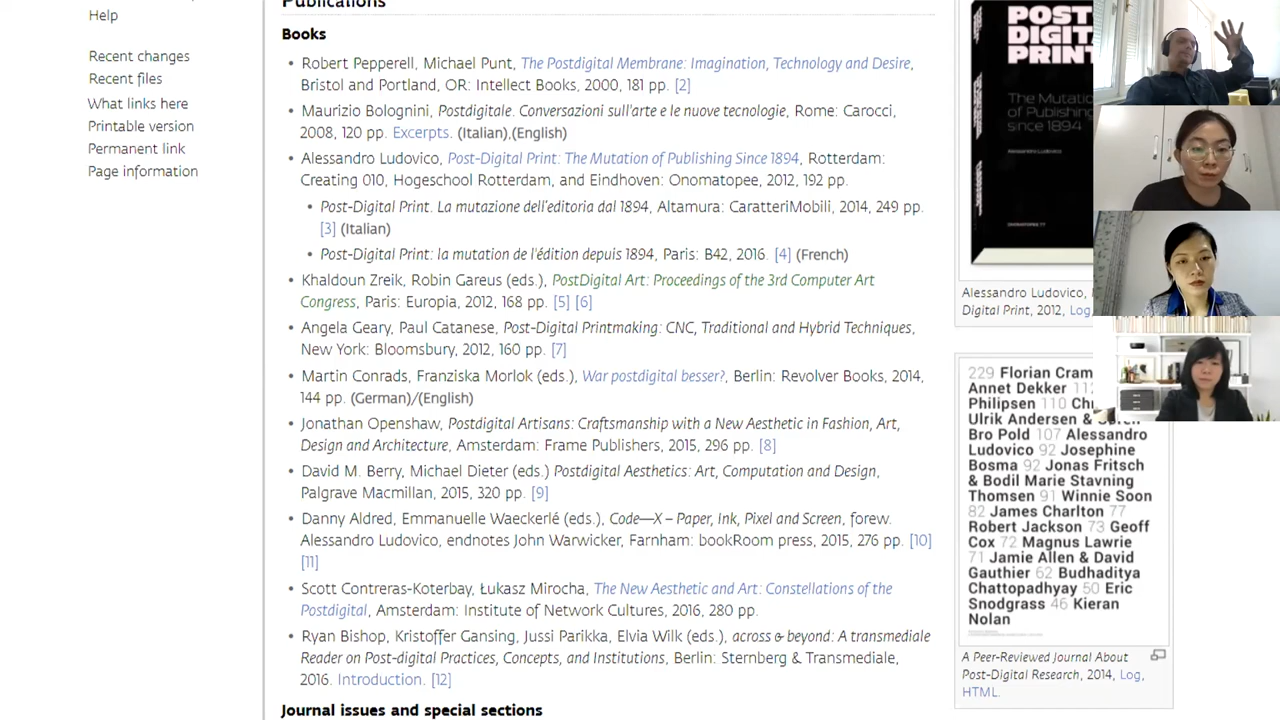 Help
Recent changes
Recent files
What links here
Printable version
Permanent link
Page information
Publications
Books
Robert Pepperell, Michael Punt, The Postdigital Membrane: Imagination, Technology and Desire,
Bristol and Portland, OR: Intellect Books, 2000, 181 pp. [2]
Maurizio Bolognini, Postdigitale. Conversazioni sull'arte e le nuove tecnologie, Rome: Carocci,
2008, 120 pp. Excerpts. (Italian),(English)
Alessandro Ludovico, Post-Digital Print: The Mutation of Publishing Since 1894, Rotterdam:
Creating 010, Hogeschool Rotterdam, and Eindhoven: Onomatopee, 2012, 192 pp.
Post-Digital Print. La mutazione dell'editoria dal 1894, Altamura: CaratteriMobili, 2014, 249 pp.
[3] (Italian)
Post-Digital Print: la mutation de l'édition depuis 1894, Paris: B42, 2016. [4] (French)
Khaldoun Zreik, Robin Gareus (eds.), PostDigital Art: Proceedings of the 3rd Computer Art
Congress, Paris: Europia, 2012, 168 pp. [5] [6]
Angela Geary, Paul Catanese, Post-Digital Printmaking: CNC, Traditional and Hybrid Techniques,
New York: Bloomsbury, 2012, 160 pp. [7]
Martin Conrads, Franziska Morlok (eds.), War postdigital besser?, Berlin: Revolver Books, 2014,
144 pp. (German)/(English)
Jonathan Openshaw, Postdigital Artisans: Craftsmanship with a New Aesthetic in Fashion, Art,
Design and Architecture, Amsterdam: Frame Publishers, 2015, 296 pp. [8]
David M. Berry, Michael Dieter (eds.) Postdigital Aesthetics: Art, Computation and Design,
Palgrave Macmillan, 2015, 320 pp. [9]
Danny Aldred, Emmanuelle Waeckerlé (eds.), Code—X – Paper, Ink, Pixel and Screen, forew.
Alessandro Ludovico, endnotes John Warwicker, Farnham: bookRoom press, 2015, 276 pp. [10]
[11]
Scott Contreras-Koterbay, Łukasz Mirocha, The New Aesthetic and Art: Constellations of the
Postdigital, Amsterdam: Institute of Network Cultures, 2016, 280 pp.
Ryan Bishop, Kristoffer Gansing, Jussi Parikka, Elvia Wilk (eds.), across & beyond: A transmediale
Reader on Post-digital Practices, Concepts, and Institutions, Berlin: Sternberg & Transmediale,
2016. Introduction. [12]
Journal issues and special sections
POST
DIGIT
PRINT
The Mutation
of Publishing
since 1894
Alessandro Ludovico
Alessandro Ludovico,
Digital Print, 2012, Log
229 Florian Cram
Annet Dekker 112
Philipsen 110 Chr
Ulrik Andersen &
Bro Pold 107 Alessandro
Ludovico 92 Josephine
Bosma 92 Jonas Fritsch
& Bodil Marie Stavning
Thomsen 91 Winnie Soon
82 James Charlton 77
Robert Jackson 73 Geoff
Cox 72 Magnus Lawrie
71 Jamie Allen & David
Gauthier 62 Budhaditya
Chattopadhyay 50 Eric
Snodgrass 46 Kieran
Nolan
A Peer-Reviewed Journal About
Post-Digital Research, 2014, Log,
HTML.